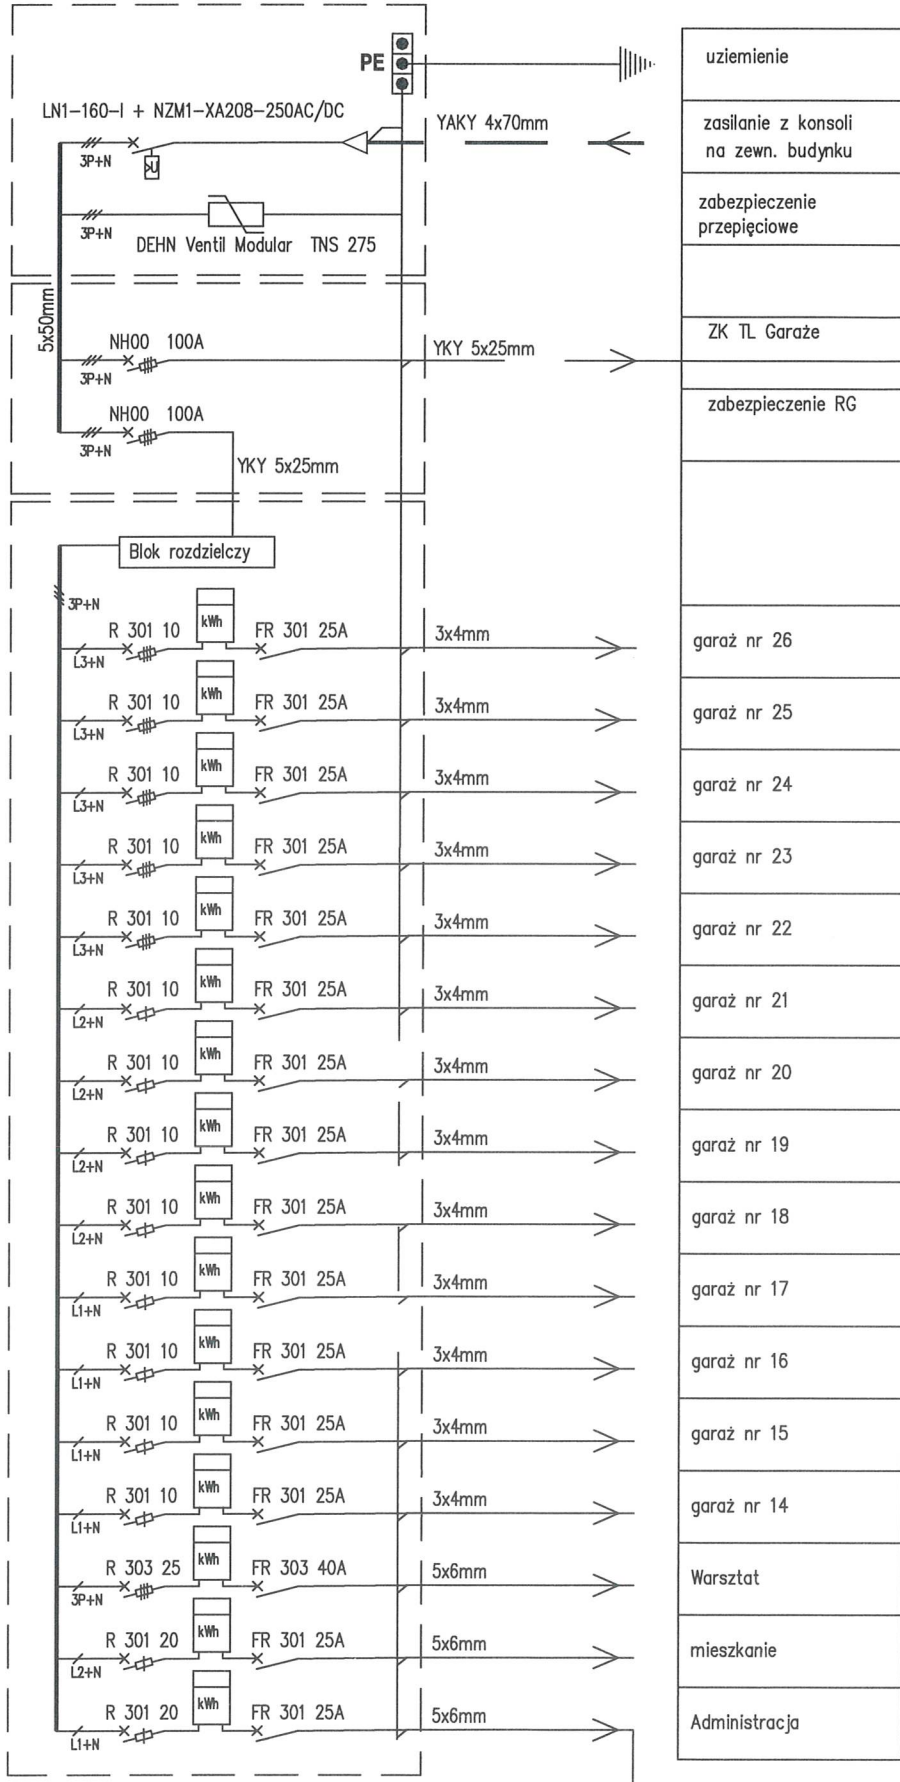 PE
uziemienie
LN1-160-I + NZM1-XA208-250AC/DC
YAKY 4x70mm
zasilanie z konsoli
na zewn. budynku
3P+N
U
zabezpieczenie
przepięciowe
3P+N
DEHN Ventil Modular TNS 275
5x50mm
NH00 100A
YKY 5x25mm
ZK TL Garaże
3P+N
NH00 100A
zabezpieczenie RG
3P+N
YKY 5x25mm
Blok rozdzielczy
3P+N
R 301 10 kWh FR 301 25A 3x4mm garaż nr 26
L3+N
R 301 10 kWh FR 301 25A 3x4mm garaż nr 25
L3+N
R 301 10 kWh FR 301 25A 3x4mm garaż nr 24
L3+N
R 301 10 kWh FR 301 25A 3x4mm garaż nr 23
L3+N
R 301 10 kWh FR 301 25A 3x4mm garaż nr 22
L3+N
R 301 10 kWh FR 301 25A 3x4mm garaż nr 21
L2+N
R 301 10 kWh FR 301 25A 3x4mm garaż nr 20
L2+N
R 301 10 kWh FR 301 25A 3x4mm garaż nr 19
L2+N
R 301 10 kWh FR 301 25A 3x4mm garaż nr 18
L2+N
R 301 10 kWh FR 301 25A 3x4mm garaż nr 17
L1+N
R 301 10 kWh FR 301 25A 3x4mm garaż nr 16
L1+N
R 301 10 kWh FR 301 25A 3x4mm garaż nr 15
L1+N
R 301 10 kWh FR 301 25A 3x4mm garaż nr 14
L1+N
R 303 25 kWh FR 303 40A 5x6mm Warsztat
3P+N
R 301 20 kWh FR 301 25A 5x6mm mieszkanie
L2+N
R 301 20 kWh FR 301 25A 5x6mm Administracja
L1+N